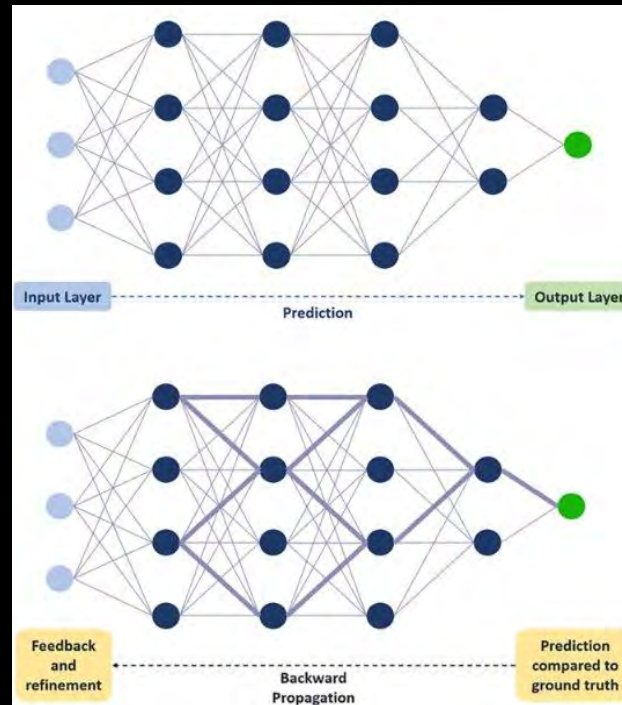 Input Layer
Prediction
Output Layer
Feedback
and
refinement
Backward
Propagation
Prediction
compared to
ground truth